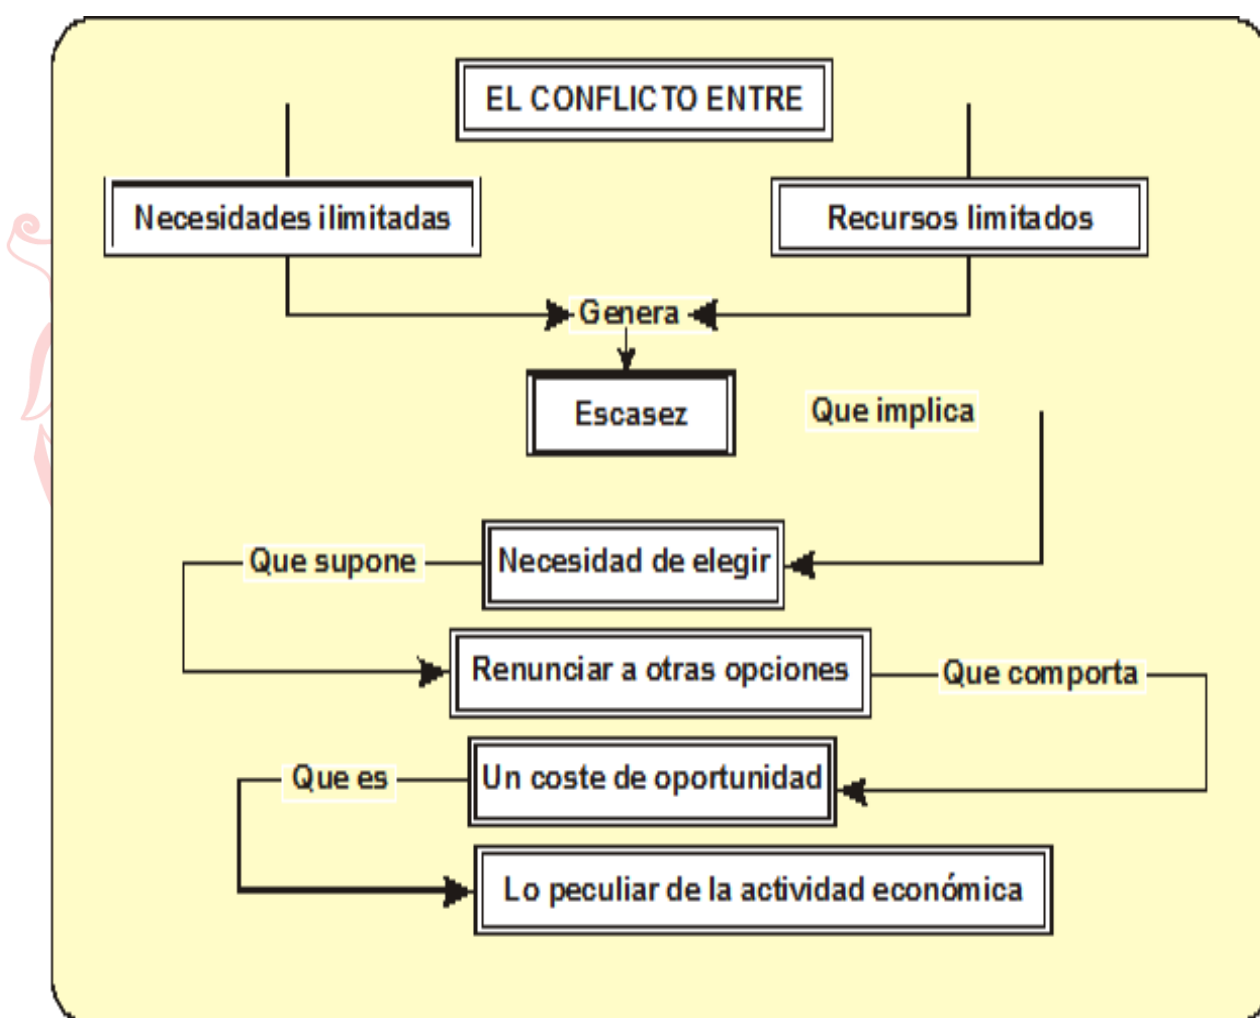 EL CONFLICTO ENTRE
Necesidades ilimitadas
Recursos limitados
Genera
Escasez
Que implica
Necesidad de elegir
Que supone
Renunciar a otras opciones
Que comporta
Un coste de oportunidad
Que es
Lo peculiar de la actividad económica